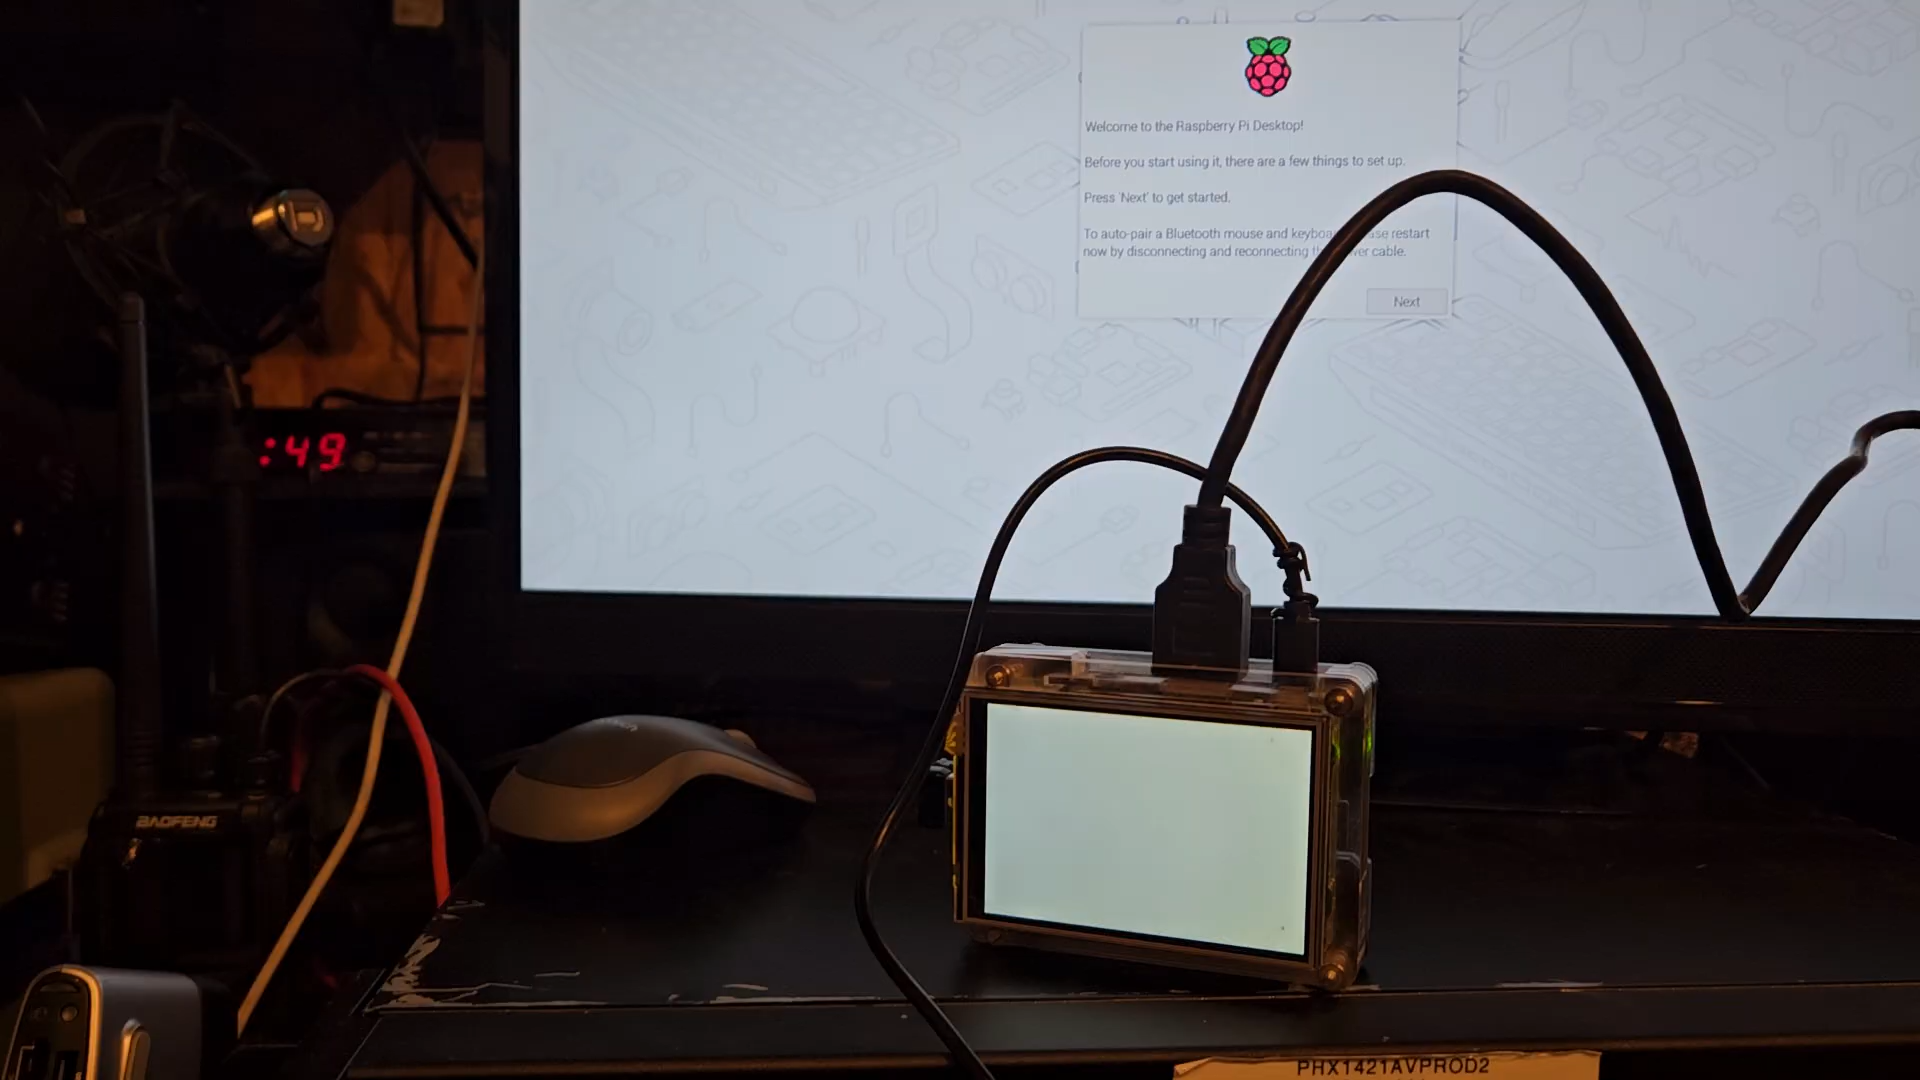 Welcome to the Raspberry Pi Desktop!
Before you start using it, there are a few things to set up.
Press 'Next' to get started.
To auto-pair a Bluetooth mouse and restart
now by disconnecting and reconnecting cable.
Next
:49
BAOFENG
PHX1421AVPROD2